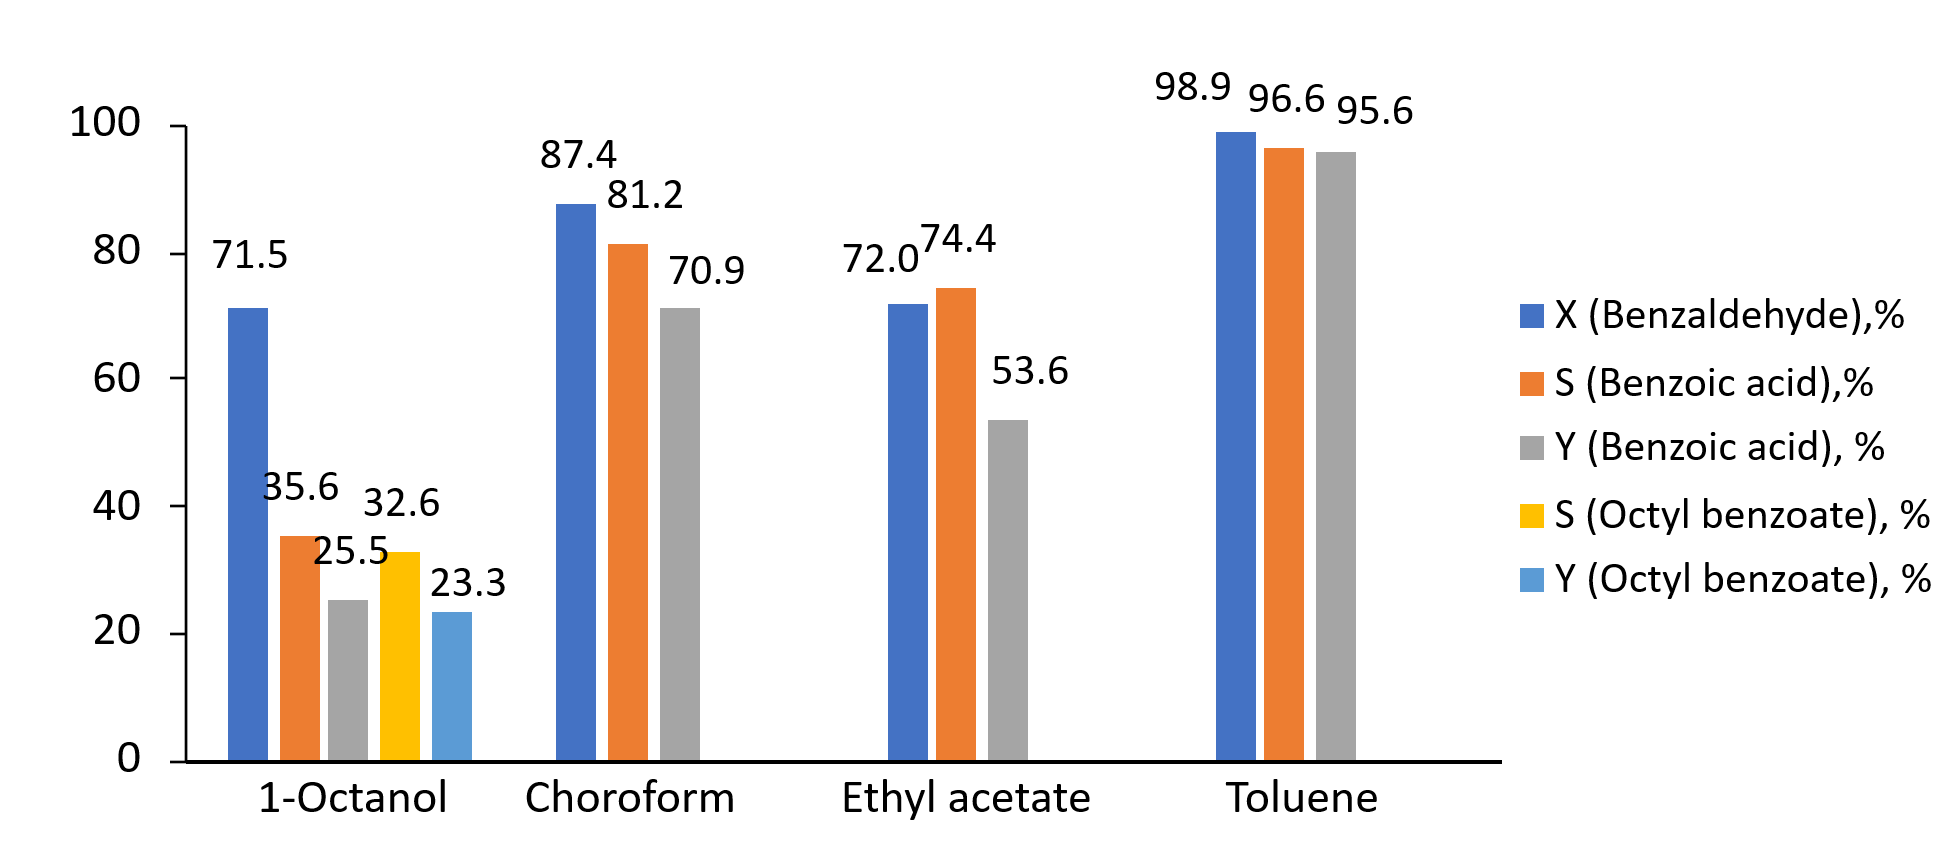 100
80
60
40
20
0
71.5
35.6
25.5
32.6
23.3
87.4
81.2
70.9
72.0
74.4
53.6
98.9
96.6
95.6
1-Octanol
Choroform
Ethyl acetate
Toluene
X (Benzaldehyde),%
S (Benzoic acid),%
Y (Benzoic acid), %
S (Octyl benzoate), %
Y (Octyl benzoate), %